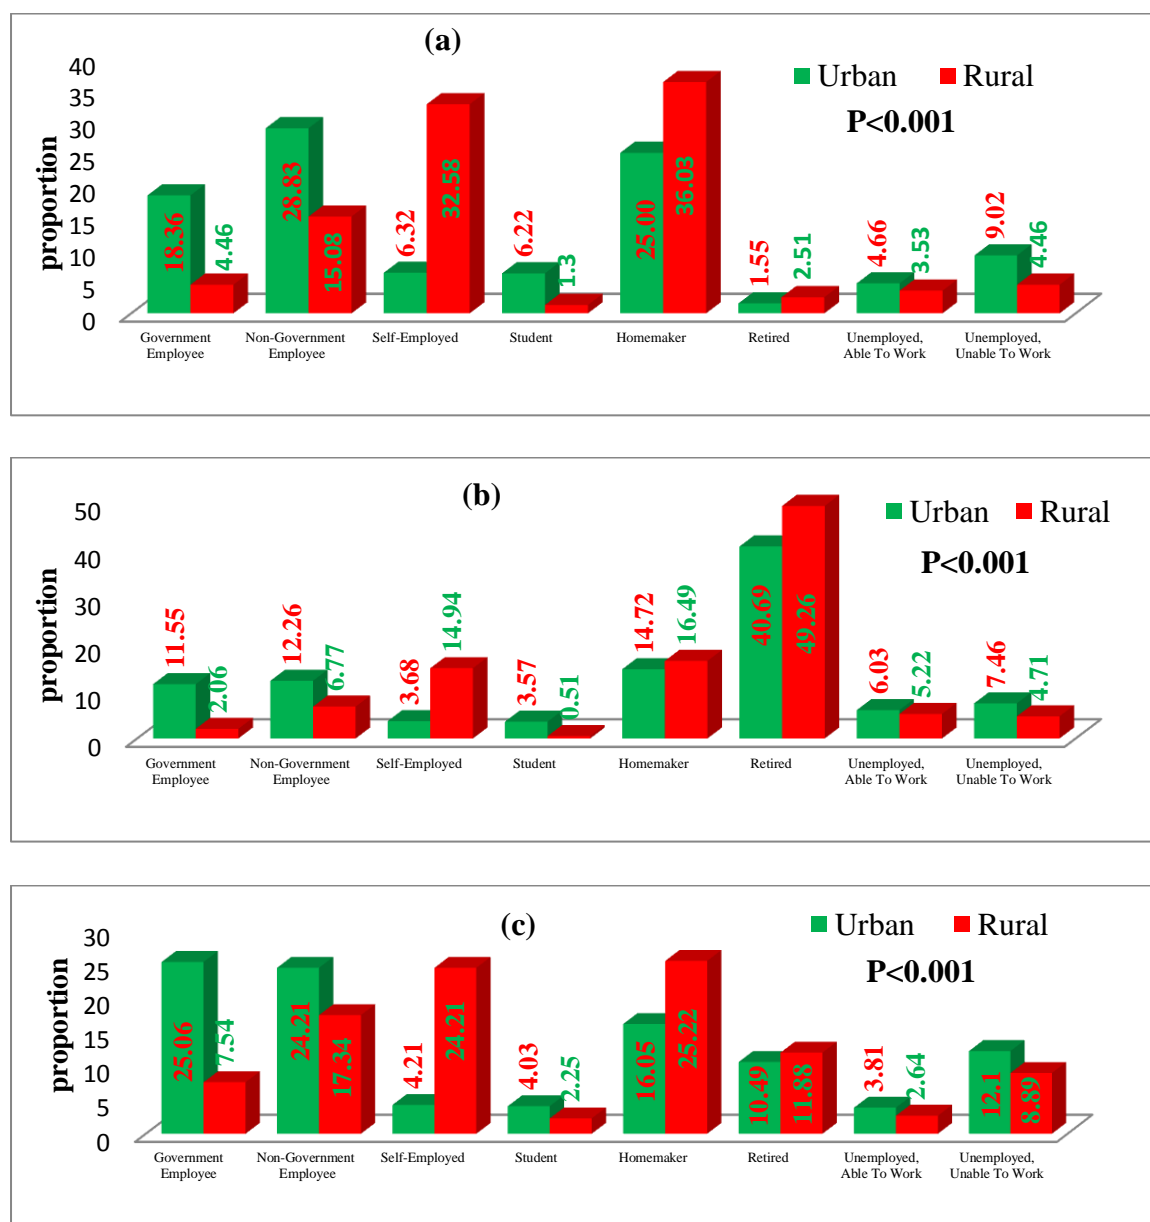 (a)
Urban Rural
P<0.001
proportion
40
35
30
25
20
15
10
5
0
18.36 4.46 28.83 15.08 6.32 32.58 6.22 1.3 25.00 36.03 1.55 2.51 4.66 3.53 9.02 4.46
Government Non-Government Self-Employed Student Homemaker Retired Unemployed, Unemployed,
Employee Employee Able To Work Unable To Work
(b)
Urban Rural
P<0.001
proportion
50
40
30
20
10
0
11.55 2.06 12.26 6.77 3.68 14.94 3.57 0.51 14.72 16.49 40.69 49.26 6.03 5.22 7.46 4.71
Government Non-Government Self-Employed Student Homemaker Retired Unemployed, Unemployed,
Employee Employee Able To Work Unable To Work
(c)
Urban Rural
P<0.001
proportion
30
25
20
15
10
5
0
25.06 7.54 24.21 17.34 4.21 24.21 4.03 2.25 16.05 25.22 10.49 11.88 3.81 2.64 12.1 8.89
Government Non-Government Self-Employed Student Homemaker Retired Unemployed, Unemployed,
Employee Employee Able To Work Unable To Work